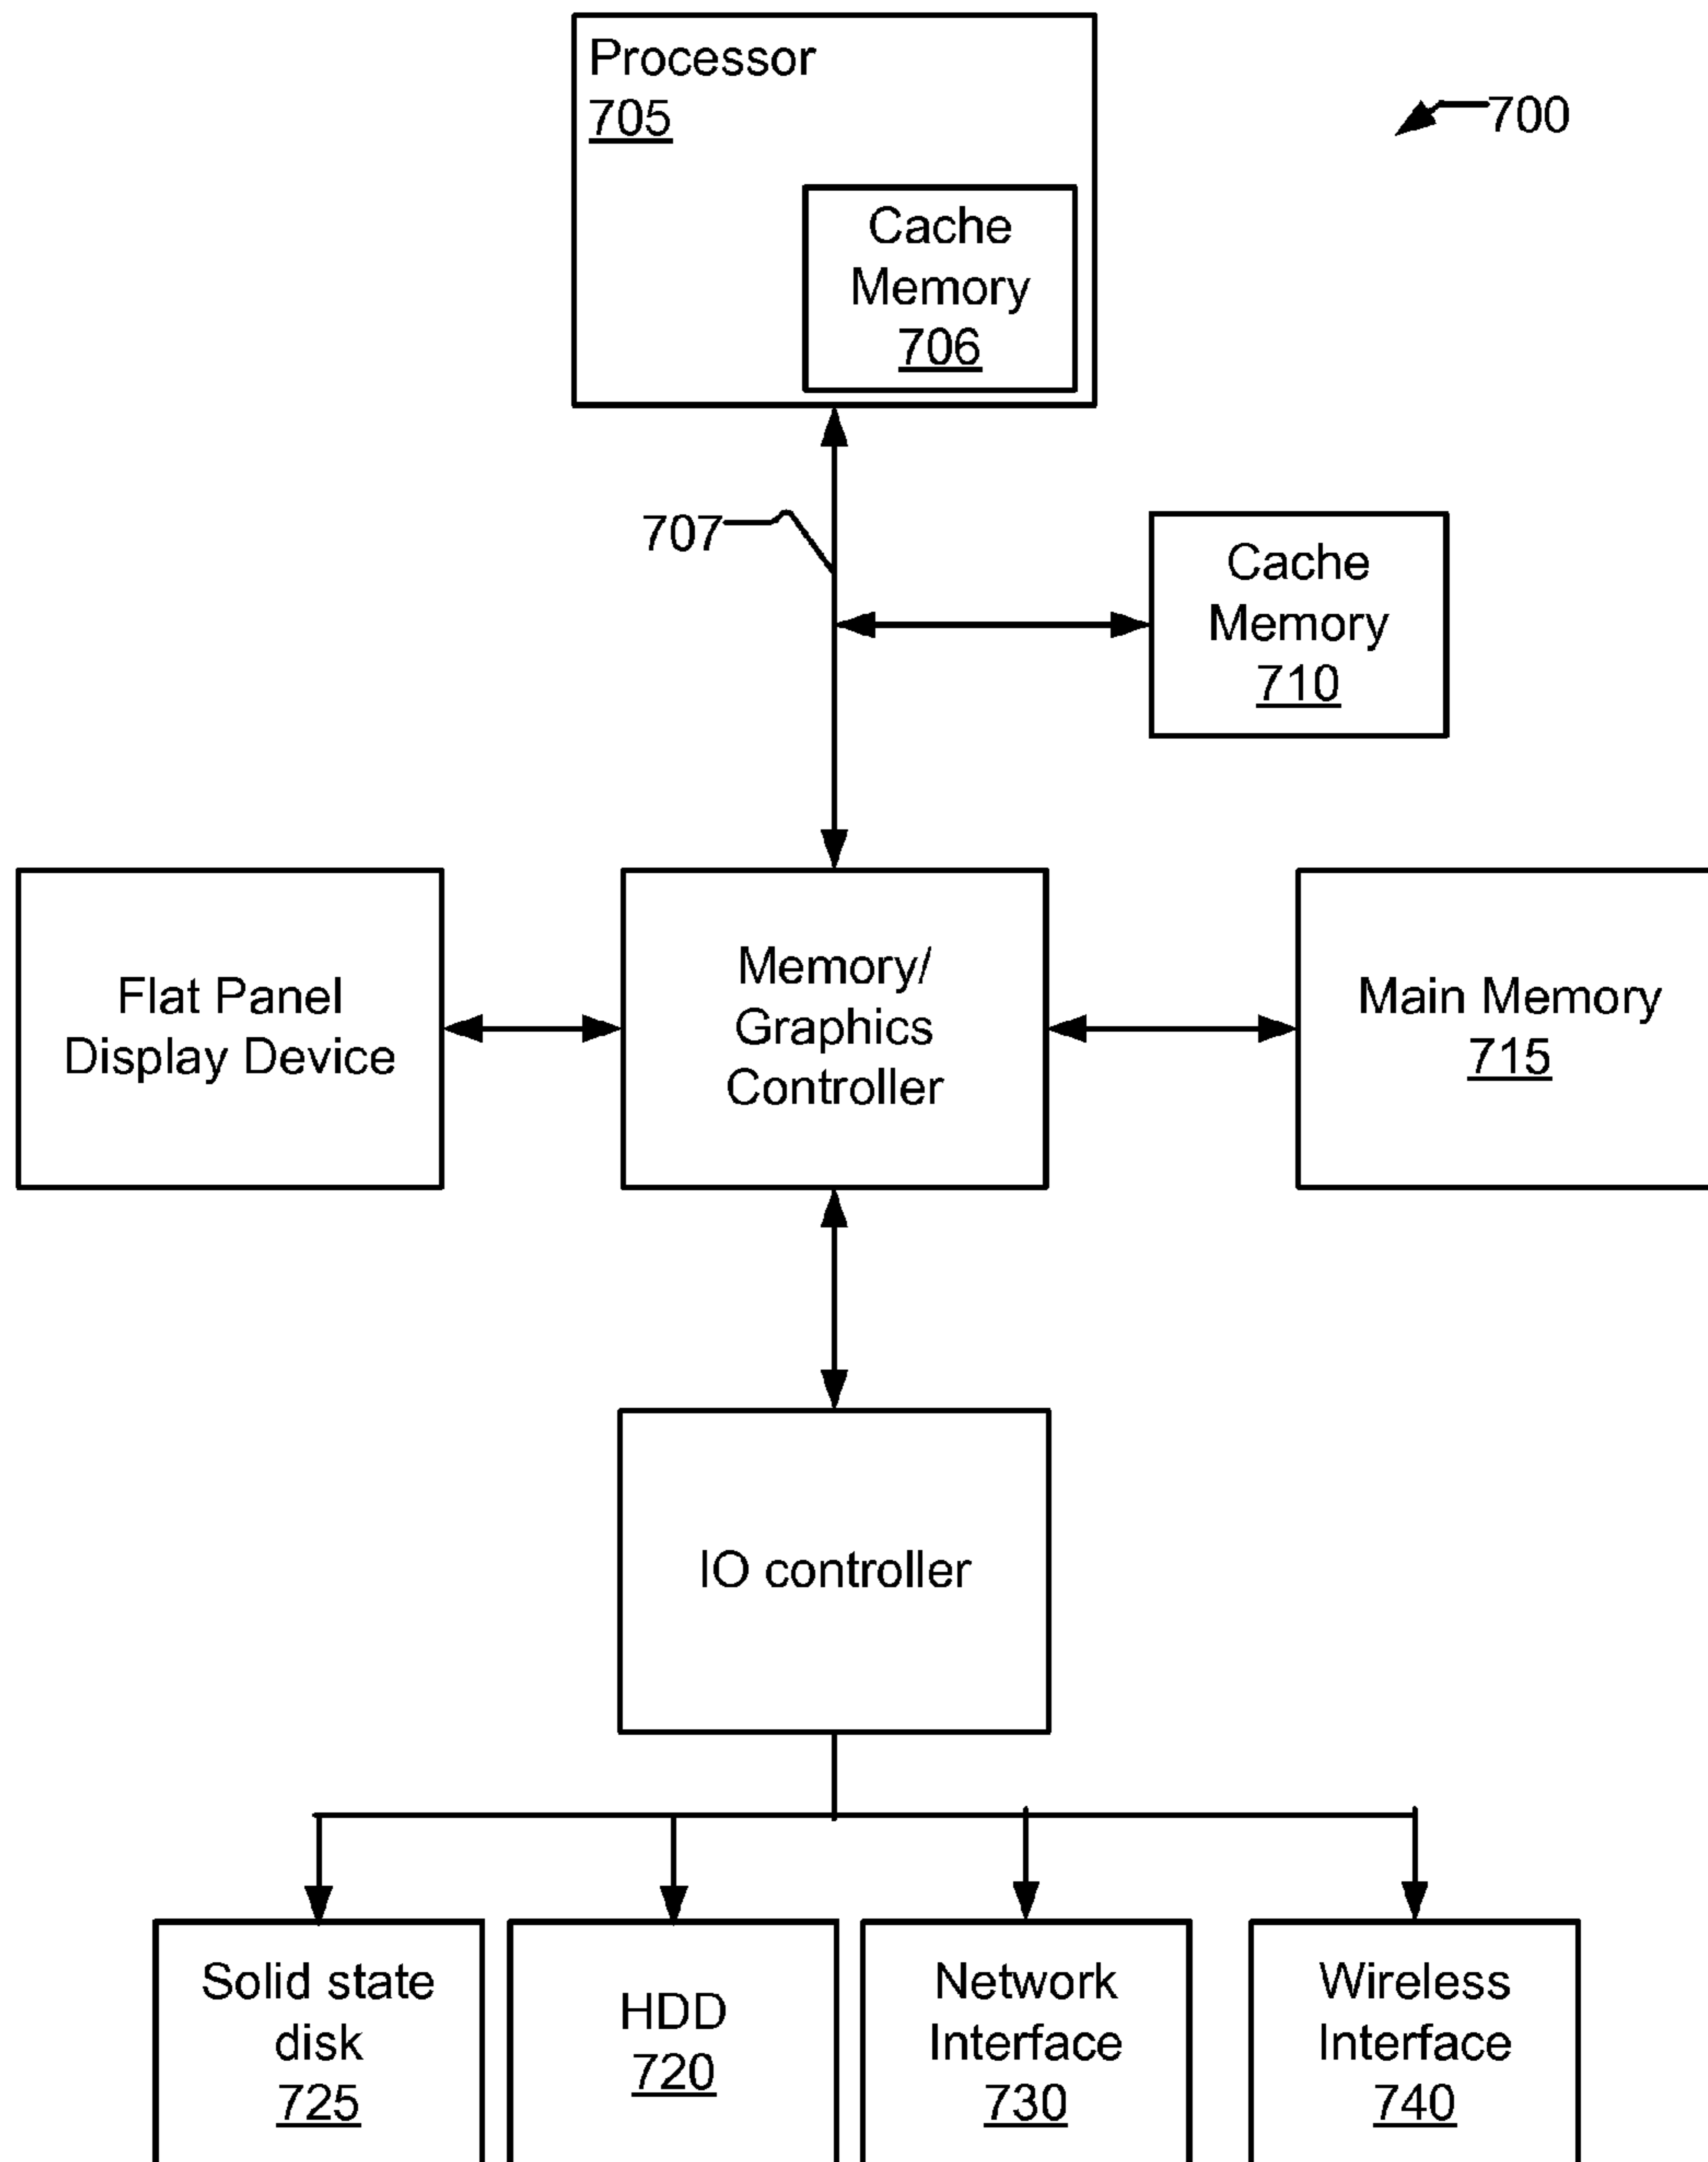 Processor
705
700
Cache
Memory
706
707
Cache
Memory
710
Flat Panel
Display Device
Memory/
Graphics
Controller
Main Memory
715
IO controller
Solid state
disk
725
HDD
720
Network
Interface
730
Wireless
Interface
740